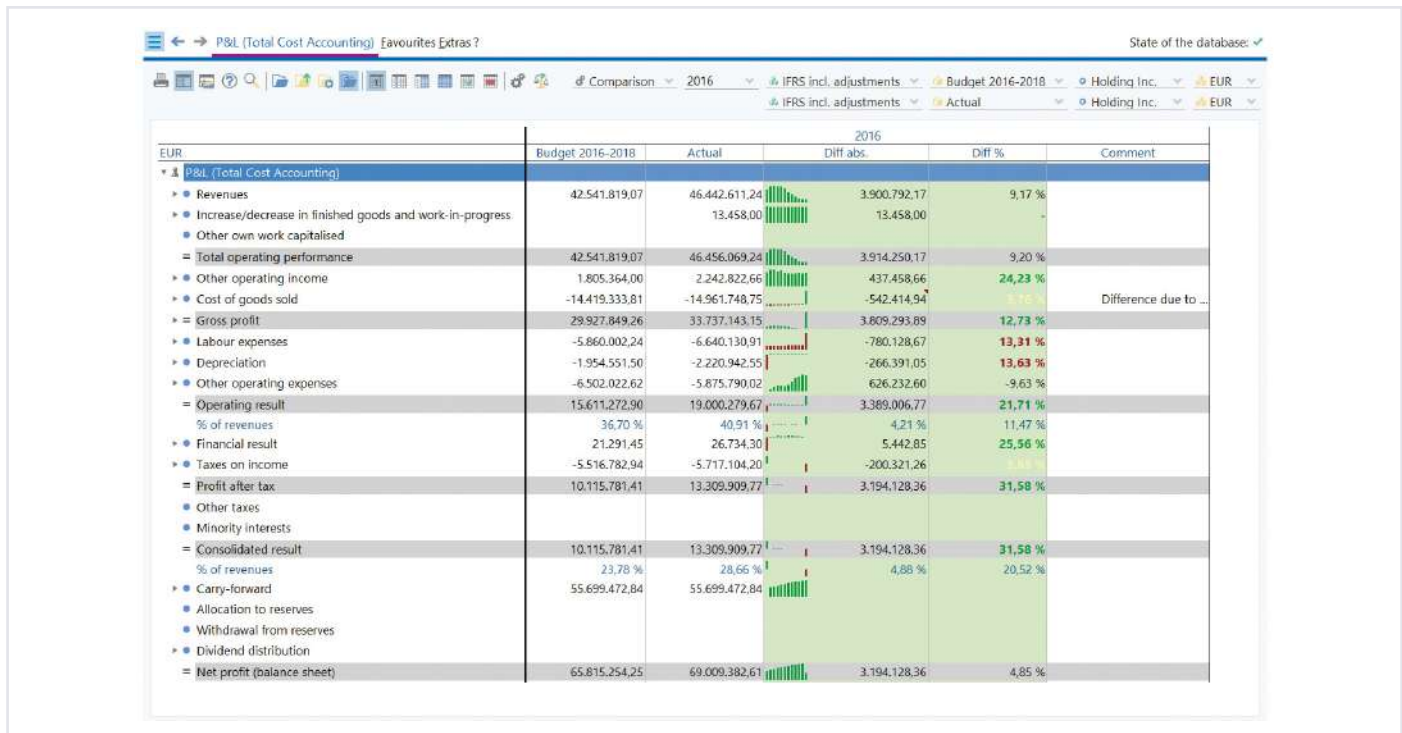 P&L (Total Cost Accounting) Favourites Extras ? State of the database:
Comparison 2016 IFRS incl. adjustments Budget 2016-2018 Holding Inc. EUR
IFRS incl. adjustments Actual Holding Inc. EUR
2016
EUR Budget 2016-2018 Actual Diff abs. Diff % Comment
P&L (Total Cost Accounting)
Revenues 42.541.819,07 46.442.611,24 3.900.792,17 9,17 %
Increase/decrease in finished goods and work-in-progress 13.458,00 13.458,00 -
Other own work capitalised
= Total operating performance 42.541.819,07 46.456.069,24 3.914.250,17 9,20 %
Other operating income 1.805.364,00 2.242.822,66 437.458,66 24,23 %
Cost of goods sold -14.419.333,81 -14.961.748,75 -542.414,94 Difference due to ...
= Gross profit 29.927.849,26 33.737.143,15 3.809.293,89 12,73 %
Labour expenses -5.860.002,24 -6.640.130,91 -780.128,67 13,31 %
Depreciation -1.954.551,50 -2.220.942,55 -266.391,05 13,63 %
Other operating expenses -6.502.022,62 -5.875.790,02 626.232,60 -9,63 %
= Operating result 15.611.272,90 19.000.279,67 3.389.006,77 21,71 %
% of revenues 36,70 % 40,91 % 4,21 % 11,47 %
Financial result 21.291,45 26.734,30 5.442,85 25,56 %
Taxes on income -5.516.782,94 -5.717.104,20 -200.321,26
= Profit after tax 10.115.781,41 13.309.909,77 3.194.128,36 31,58 %
Other taxes
Minority interests
= Consolidated result 10.115.781,41 13.309.909,77 3.194.128,36 31,58 %
% of revenues 23,78 % 28,66 % 4,88 % 20,52 %
Carry-forward 55.699.472,84 55.699.472,84
Allocation to reserves
Withdrawal from reserves
Dividend distribution
= Net profit (balance sheet) 65.815.254,25 69.009.382,61 3.194.128,36 4,85 %